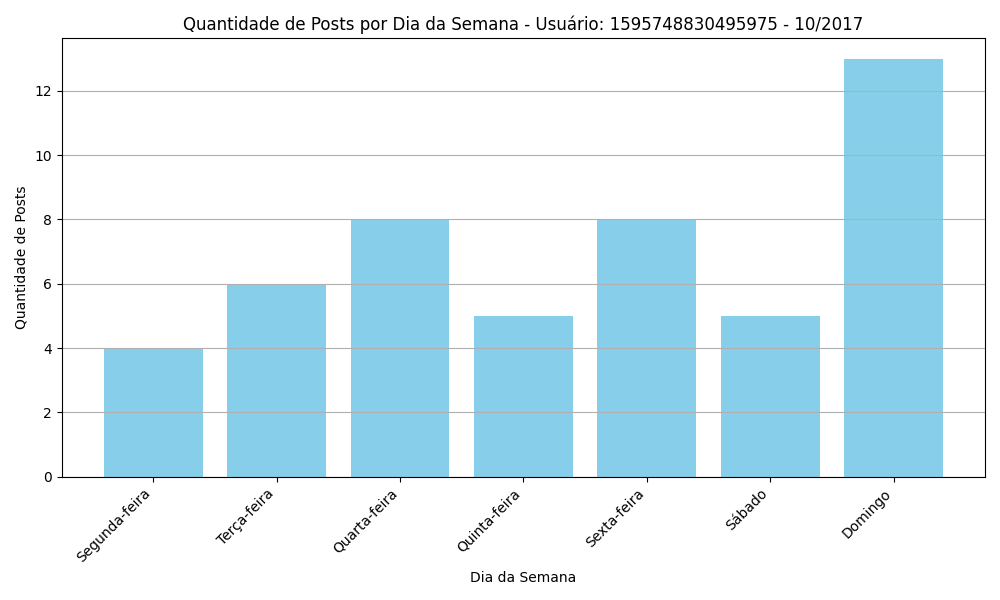 Quantidade de Posts por Dia da Semana - Usuário: 1595748830495975 - 10/2017
Quantidade de Posts
12
10
8
6
4
2
0
Segunda-feira
Terça-feira
Quarta-feira
Quinta-feira
Sexta-feira
Sábado
Domingo
Dia da Semana